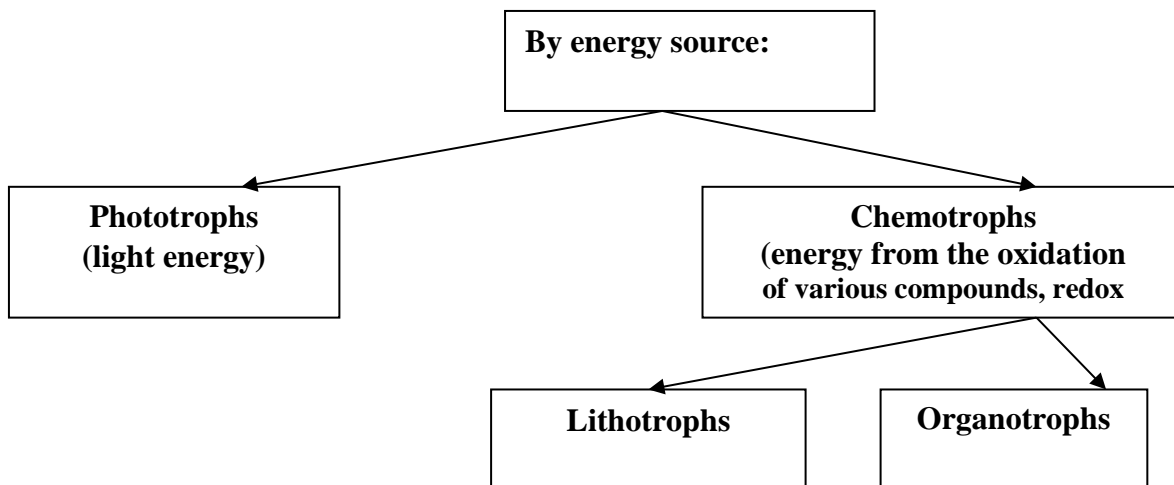 By energy source:
Phototrophs
(light energy)
Chemotrophs
(energy from the oxidation
of various compounds, redox
Lithotrophs
Organotrophs